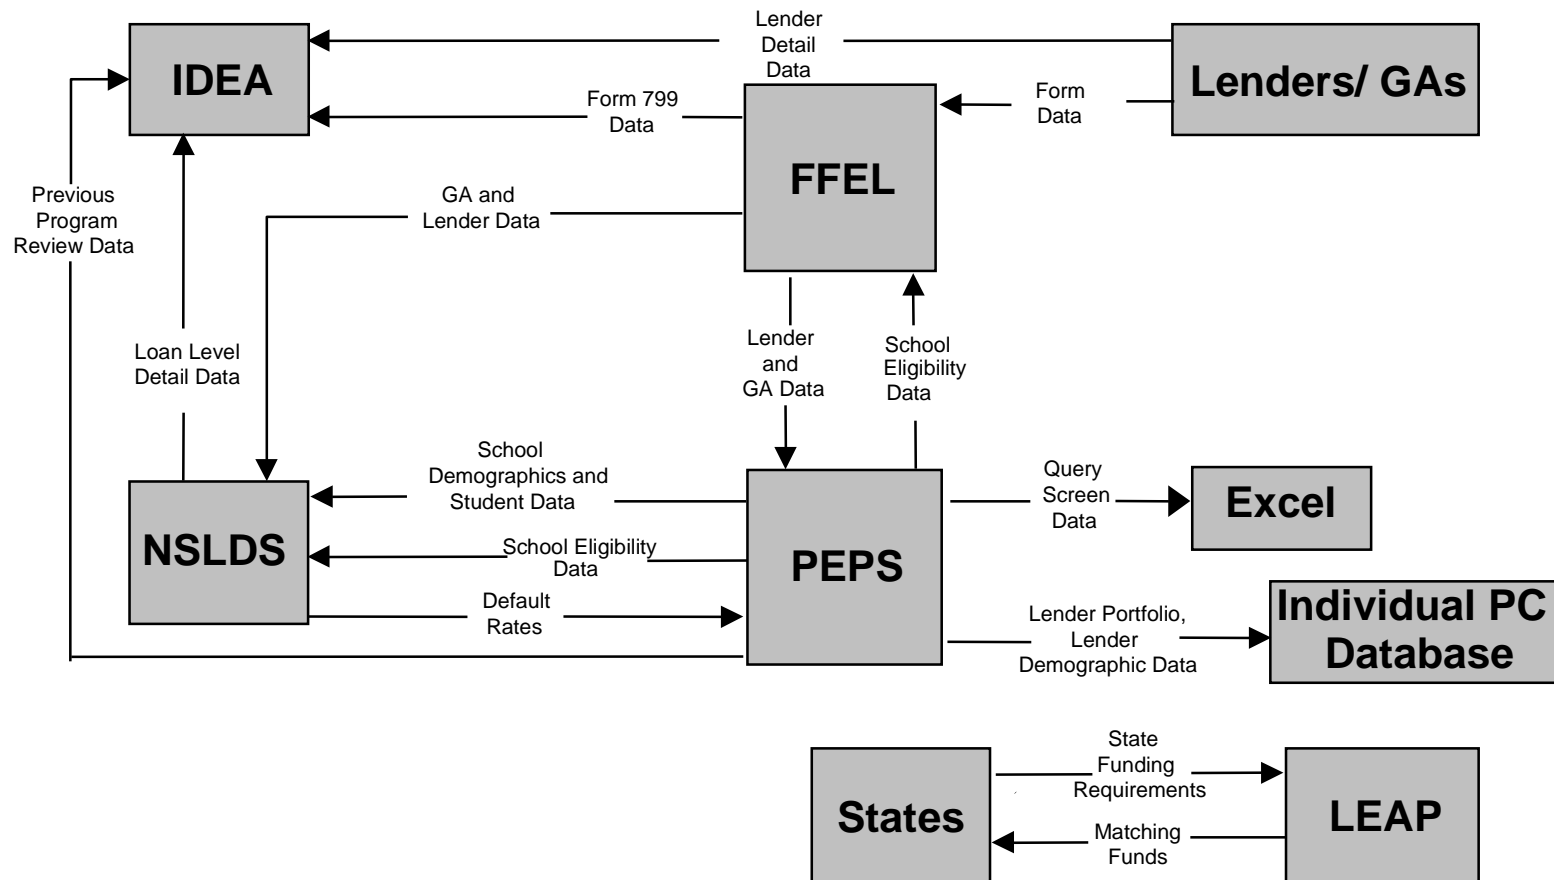 Lender
Detail
Data
IDEA
Lenders/ GAs
Form 799
Data
Form
Data
FFEL
Previous
Program
Review Data
GA and
Lender Data
Loan Level
Detail Data
Lender
and
GA Data
School
Eligibility
Data
School
Demographics and
Student Data
Query
Screen
Data
Excel
NSLDS
School Eligibility
Data
PEPS
Default
Rates
Lender Portfolio,
Lender
Demographic Data
Individual PC
Database
State
Funding
Requirements
States
LEAP
Matching
Funds